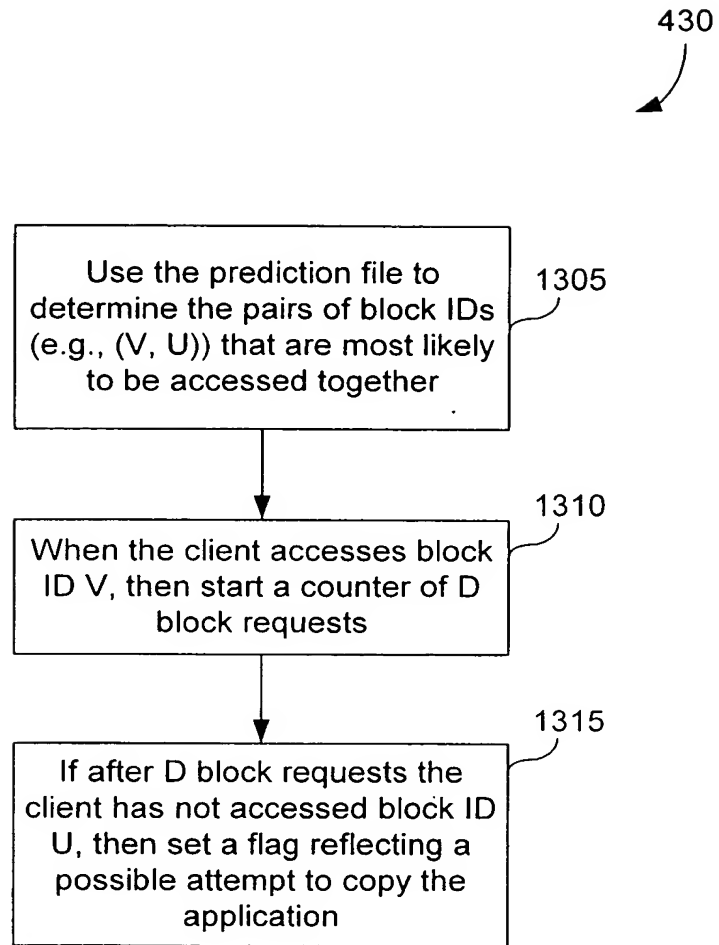 430
Use the prediction file to
determine the pairs of block IDs
(e.g., (V, U)) that are most likely
to be accessed together
1305
1310
When the client accesses block
ID V, then start a counter of D
block requests
1315
If after D block requests the
client has not accessed block ID
U, then set a flag reflecting a
possible attempt to copy the
application